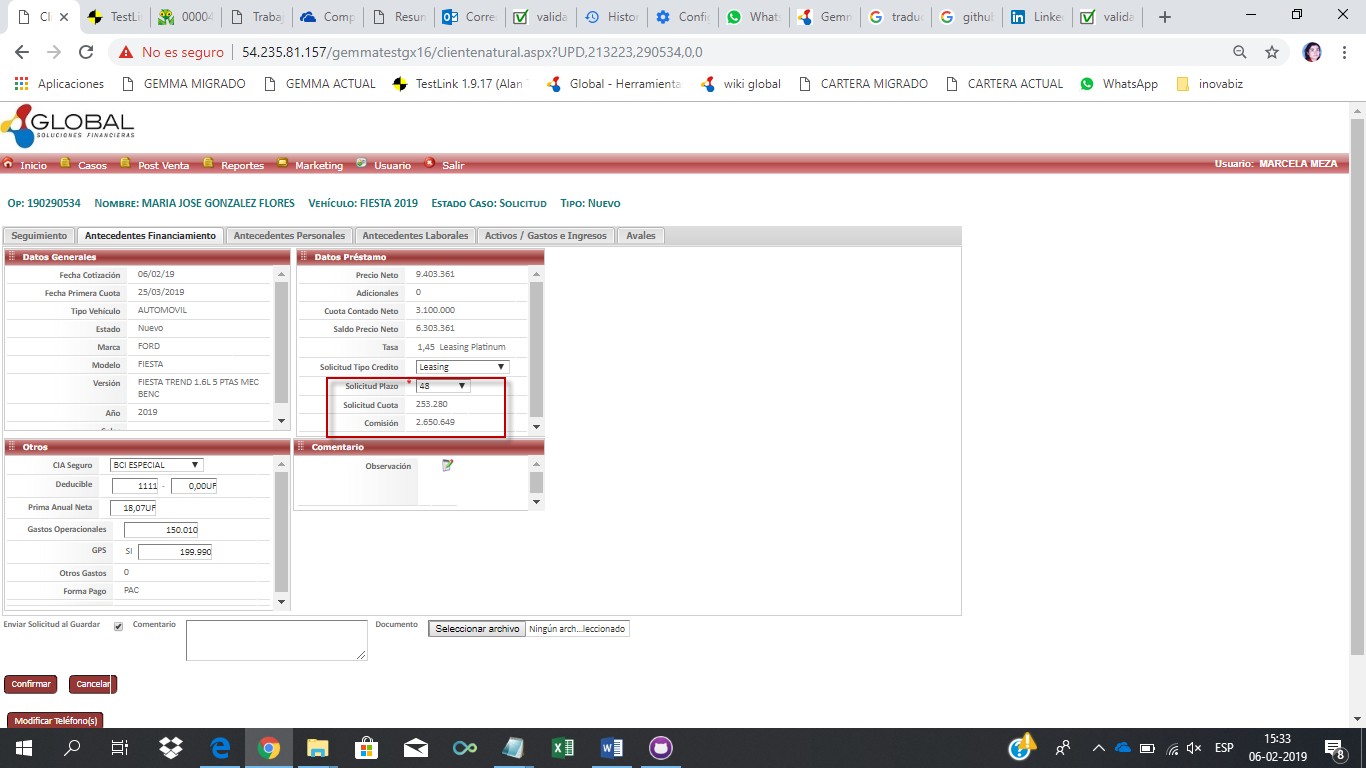 Cli
TestLi
00004
Trabaj
Comp
Resum
Corre
valida
Histor
Config
Whats
Gemm
traduc
github
Linke
valida
No es seguro
54.235.81.157/gemmatestgx16/clientenatural.aspx?UPD,213223,290534,0,0
Aplicaciones GEMMA MIGRADO GEMMA ACTUAL TestLink 1.9.17 (Alan Global - Herramienta wiki global CARTERA MIGRADO CARTERA ACTUAL WhatsApp inovabiz
GLOBAL
SOLUCIONES FINANCIERAS
Inicio Casos Post Venta Reportes Marketing Usuario Salir Usuario: MARCELA MEZA
Op: 190290534 Nombre: MARIA JOSE GONZALEZ FLORES Vehículo: FIESTA 2019 Estado Caso: Solicitud Tipo: Nuevo
Seguimiento Antecedentes Financiamiento Antecedentes Personales Antecedentes Laborales Activos / Gastos e Ingresos Avales
Datos Generales
Fecha Cotización 06/02/19
Fecha Primera Cuota 25/03/2019
Tipo Vehículo AUTOMOVIL
Estado Nuevo
Marca FORD
Modelo FIESTA
Versión FIESTA TREND 1.6L 5 PTAS MEC
BENC
Año 2019
Datos Préstamo
Precio Neto 9.403.361
Adicionales 0
Cuota Contado Neto 3.100.000
Saldo Precio Neto 6.303.361
Tasa 1,45 Leasing Platinum
Solicitud Tipo Credito Leasing
Solicitud Plazo * 48
Solicitud Cuota 253.280
Comisión 2.650.649
Otros
CIA Seguro BCI ESPECIAL
Deducible 1111 - 0,00UF
Prima Anual Neta 18,07UF
Gastos Operacionales 150.010
GPS SI 199.990
Otros Gastos 0
Forma Pago PAC
Comentario
Observación
Enviar Solicitud al Guardar Comentario Documento Seleccionar archivo Ningún arch...leccionado
Confirmar Cancelar
Modificar Teléfono(s)
ESP
15:33
06-02-2019
8